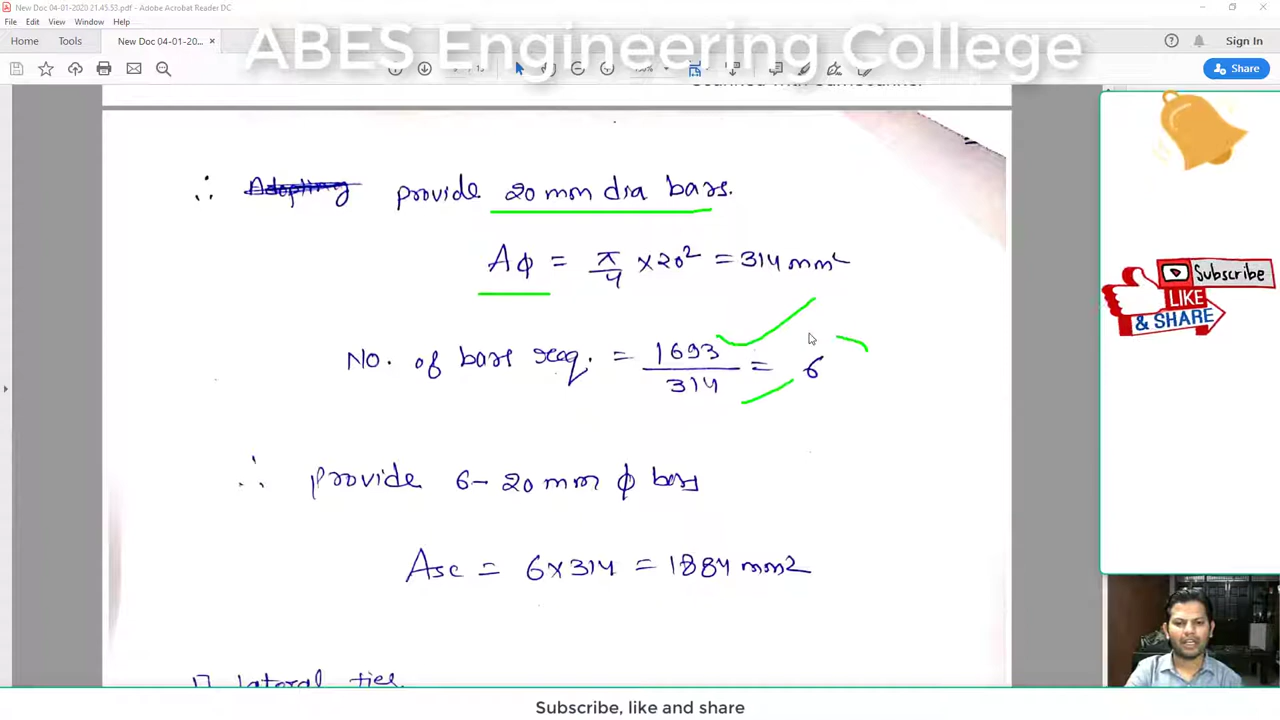 New Doc 04-01-2020 21.45.53.pdf - Adobe Acrobat Reader DC
File Edit View Window Help
Home Tools New Doc 04-01-20... × Sign In
ABES Engineering College
Share
∴ provide 20 mm dia bars.
Aϕ = π/4 × 20² = 314 mm²
No. of bars req. = 1693/314 = 6
∴ provide 6- 20 mm ϕ bars
Asc = 6×314 = 1884 mm2
lateral ties.
Subscribe
LIKE
& SHARE
Subscribe, like and share